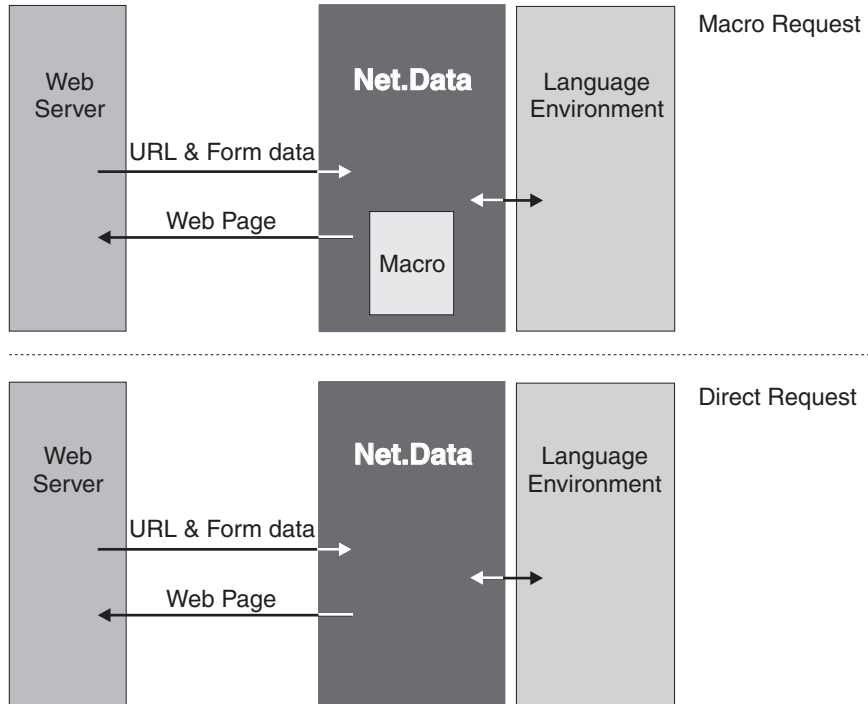 Macro Request
Web
Server
Net.Data
Language
Environment
URL & Form data
Web Page
Macro
Direct Request
Web
Server
Net.Data
Language
Environment
URL & Form data
Web Page